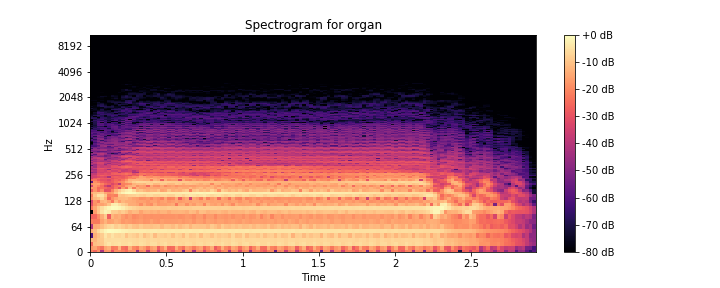 Spectrogram for organ
Hz
8192
4096
2048
1024
512
256
128
64
0
0 0.5 1 1.5 2 2.5
Time
+0 dB
-10 dB
-20 dB
-30 dB
-40 dB
-50 dB
-60 dB
-70 dB
-80 dB